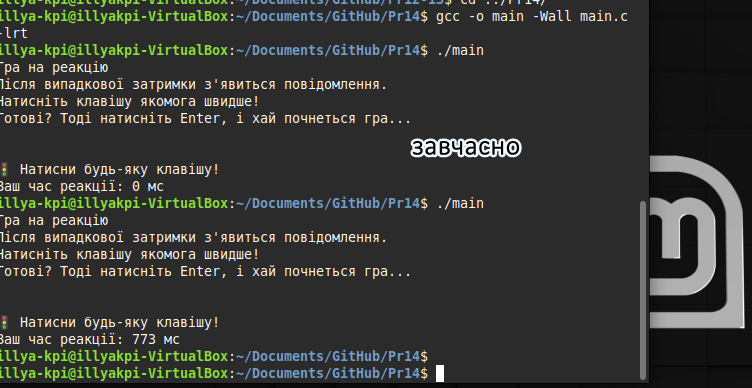 illya-kpi@illyakpi-VirtualBox:~/Documents/GitHub/Pr12-13$ cd ../Pr14/
illya-kpi@illyakpi-VirtualBox:~/Documents/GitHub/Pr14$ gcc -o main -Wall main.c
-lrt
illya-kpi@illyakpi-VirtualBox:~/Documents/GitHub/Pr14$ ./main
Гра на реакцію
Після випадкової затримки з'явиться повідомлення.
Натисніть клавішу якомога швидше!
Готові? Тоді натисніть Enter, і хай почнеться гра...
завчасно
🚦 Натисни будь-яку клавішу!
Ваш час реакції: 0 мс
illya-kpi@illyakpi-VirtualBox:~/Documents/GitHub/Pr14$ ./main
Гра на реакцію
Після випадкової затримки з'явиться повідомлення.
Натисніть клавішу якомога швидше!
Готові? Тоді натисніть Enter, і хай почнеться гра...
🚦 Натисни будь-яку клавішу!
Ваш час реакції: 773 мс
illya-kpi@illyakpi-VirtualBox:~/Documents/GitHub/Pr14$
illya-kpi@illyakpi-VirtualBox:~/Documents/GitHub/Pr14$